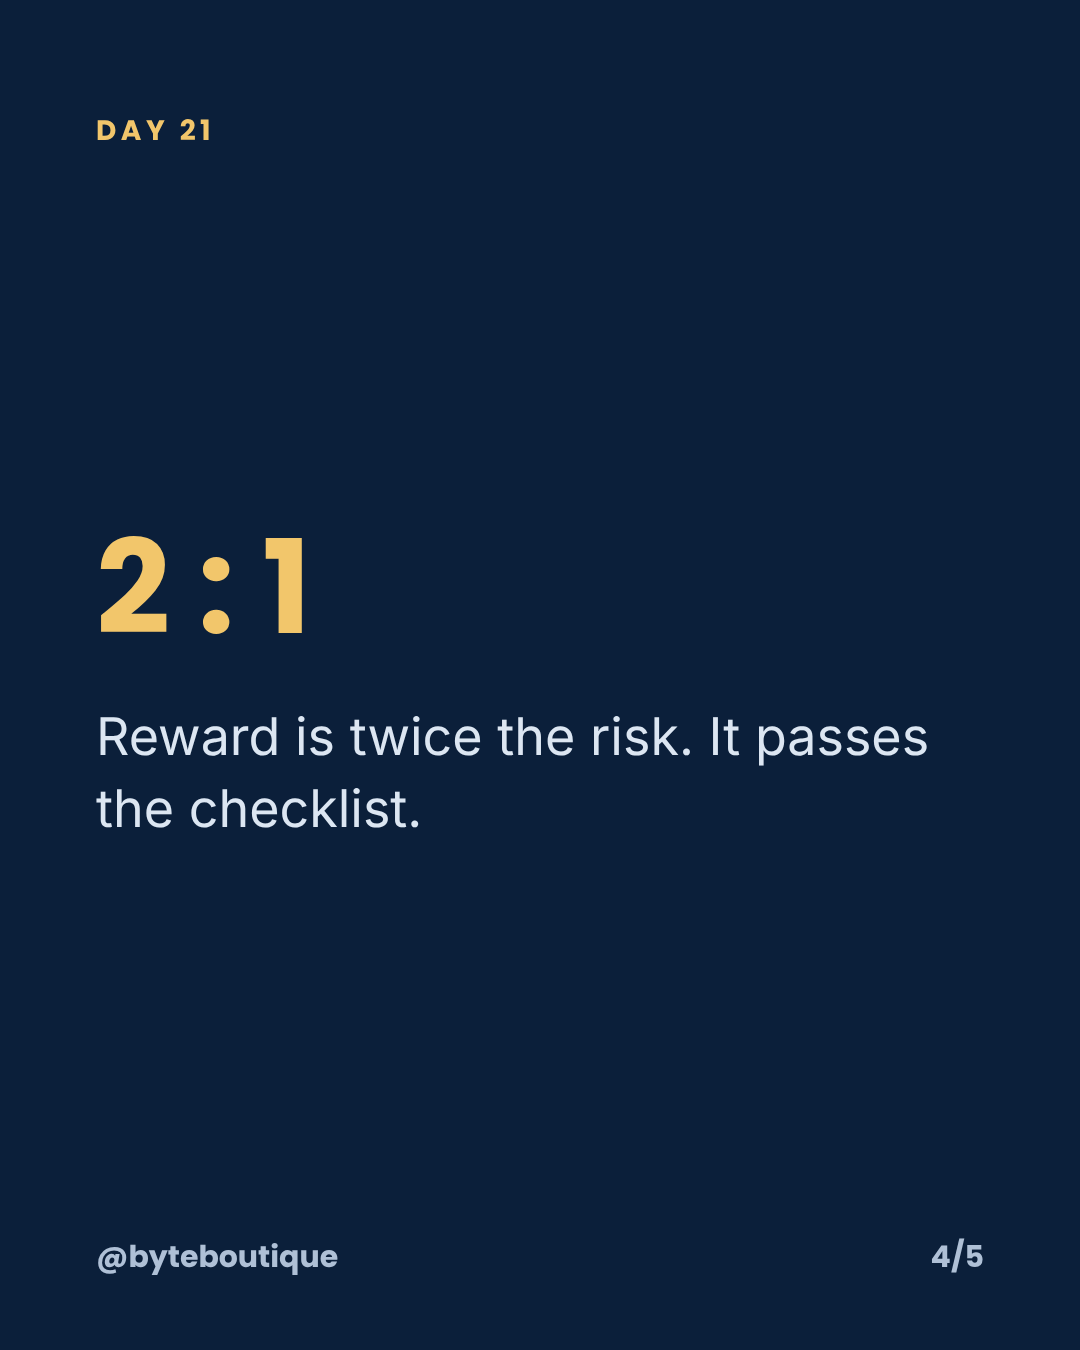 DAY 21
2:1
Reward is twice the risk. It passes
the checklist.
@byteboutique
4/5